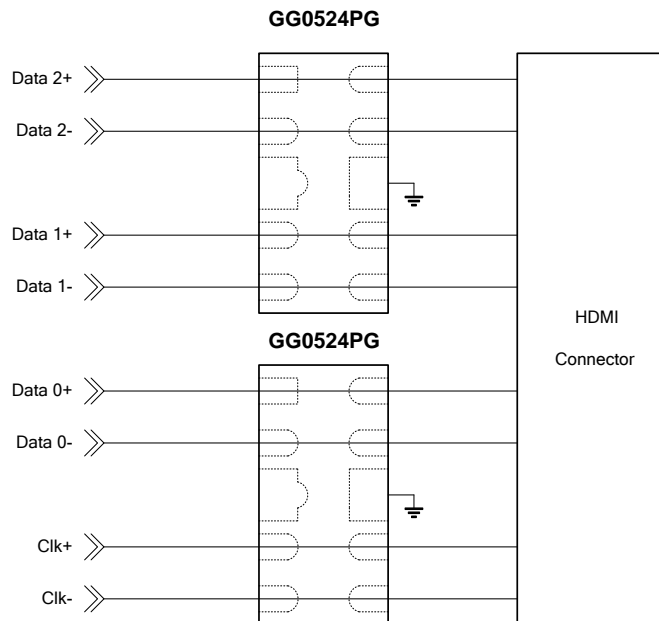 GG0524PG
Data 2+
Data 2-
Data 1+
Data 1-
GG0524PG
Data 0+
Data 0-
Clk+
Clk-
HDMI
Connector